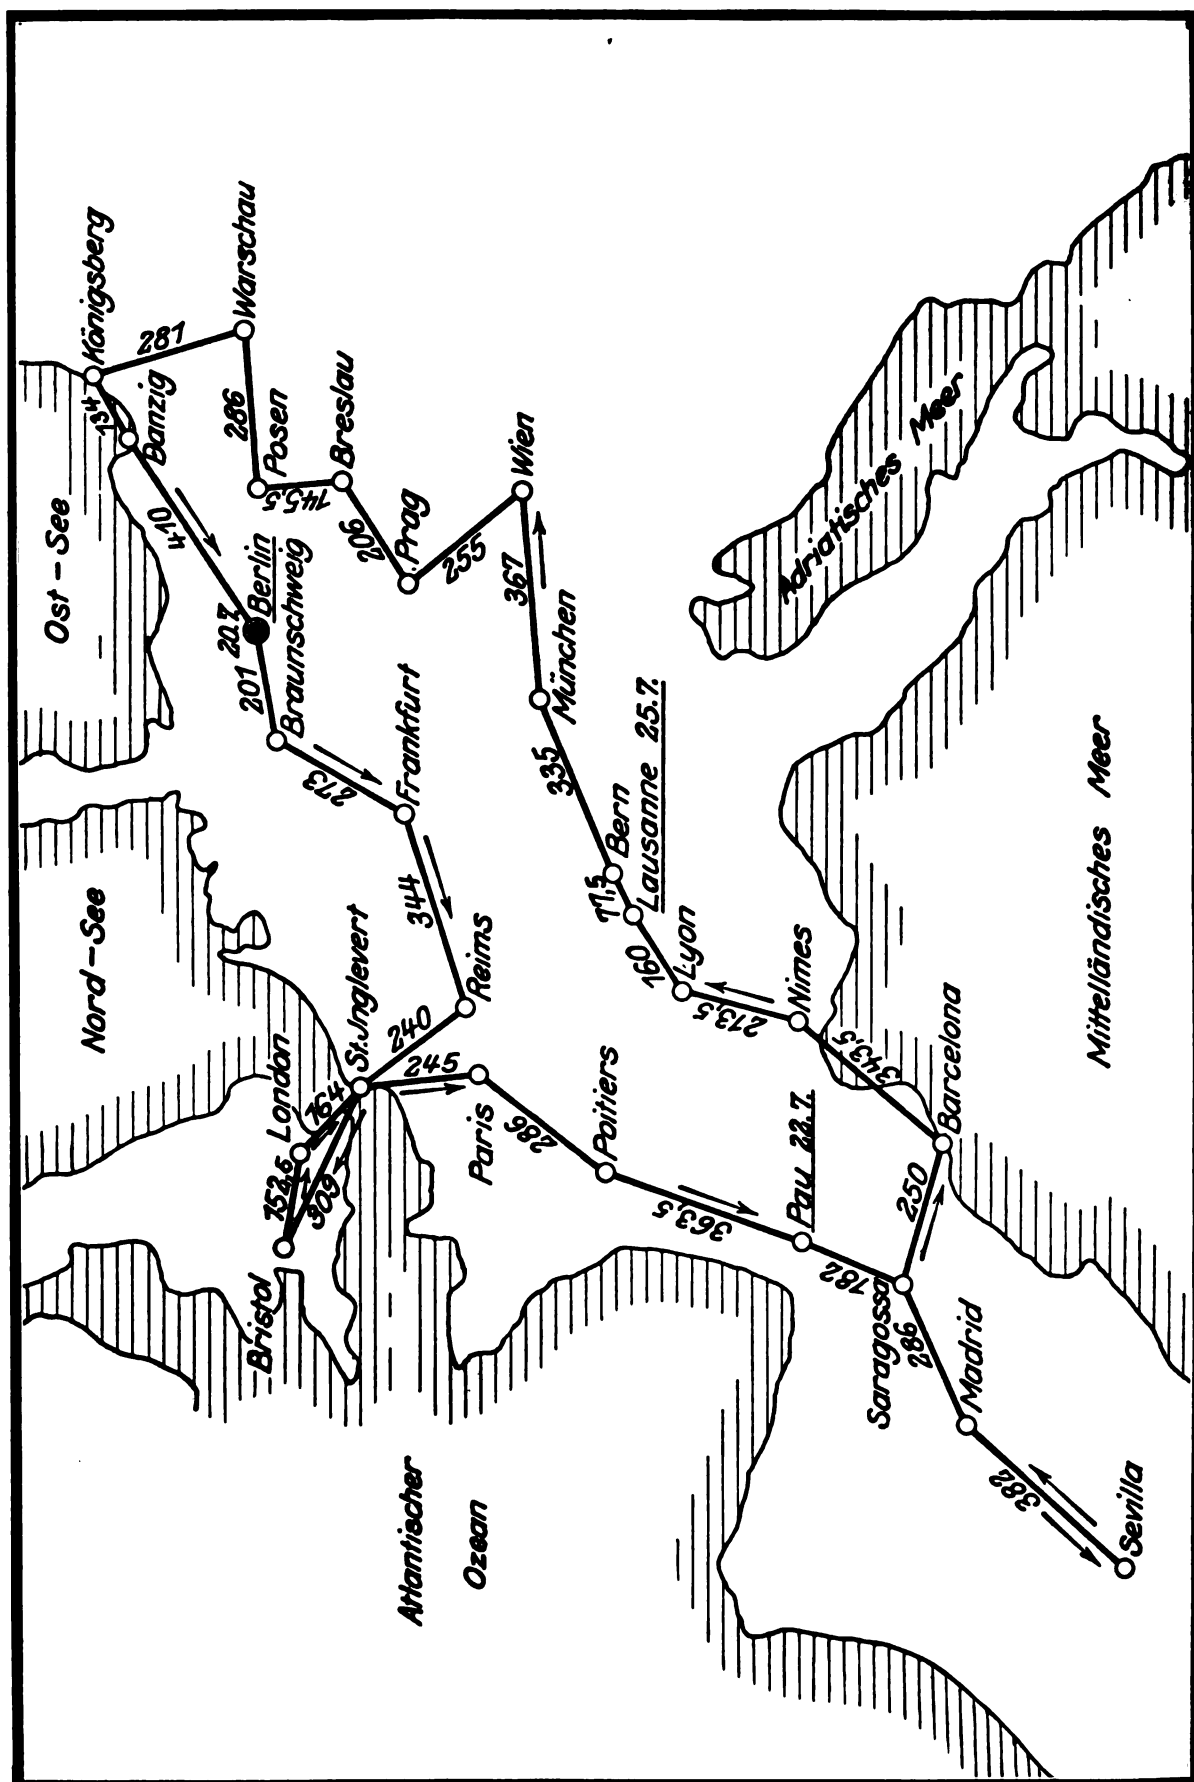 Ost-See
Königsberg
134
Danzig
281
Warschau
410
286
Posen
145,5
Breslau
206
Prag
255
Wien
367
20.7.
Berlin
201
Braunschweig
273
Frankfurt
344
Reims
240
München
335
Bern
77,5
Lausanne 25.7.
160
Lyon
213,5
Nimes
343,5
Barcelona
250
Nord-See
St. Inglevert
London
164
152,5
309
Bristol
245
Paris
286
Poitiers
363,5
Pau 23.7.
182
Saragossa
286
Madrid
382
Sevilla
Adriatisches Meer
Mittelländisches Meer
Atlantischer
Ozean